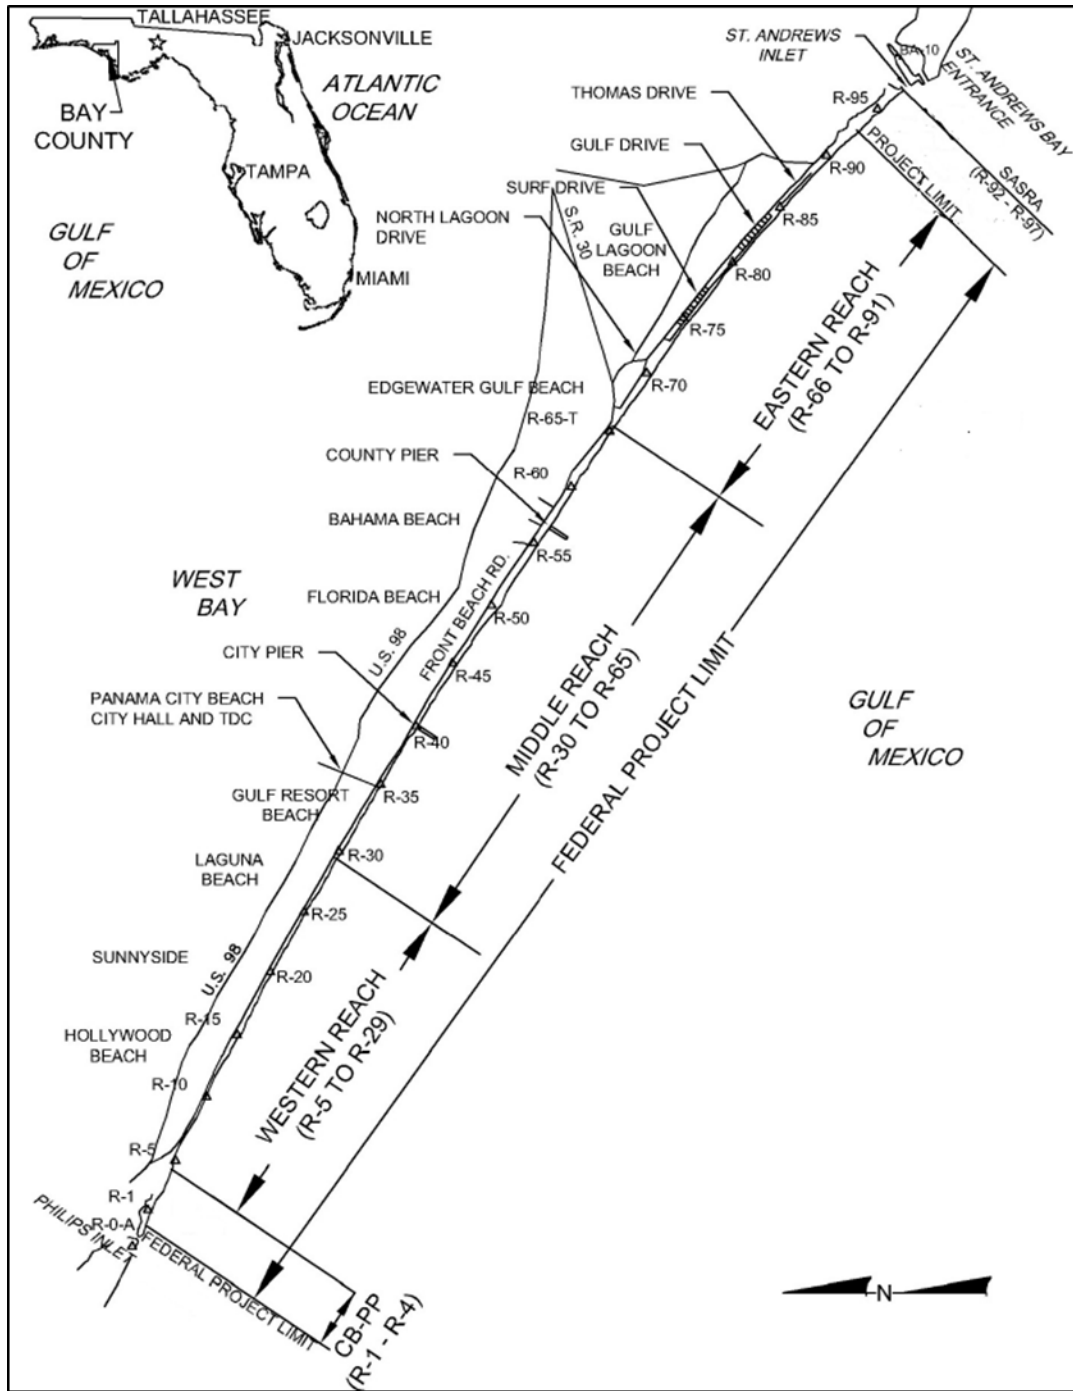 TALLAHASSEE
JACKSONVILLE
ATLANTIC
OCEAN
BAY
COUNTY
TAMPA
GULF
OF
MEXICO
MIAMI
ST. ANDREWS
INLET
BA-10
ST. ANDREWS BAY
ENTRANCE
THOMAS DRIVE
R-95
GULF DRIVE
R-90
PROJECT LIMIT
SASRA
(R-92 - R-97)
SURF DRIVE
R-85
NORTH LAGOON
DRIVE
S.R. 30
GULF
LAGOON
BEACH
R-80
R-75
EASTERN REACH
(R-66 TO R-91)
R-70
EDGEWATER GULF BEACH
R-65-T
COUNTY PIER
R-60
BAHAMA BEACH
R-55
WEST
BAY
FLORIDA BEACH
FRONT BEACH RD.
R-50
U.S. 98
CITY PIER
R-45
MIDDLE REACH
(R-30 TO R-65)
FEDERAL PROJECT LIMIT
GULF
OF
MEXICO
PANAMA CITY BEACH
CITY HALL AND TDC
R-40
GULF RESORT
BEACH
R-35
LAGUNA
BEACH
R-30
R-25
SUNNYSIDE
U.S. 98
R-20
R-15
HOLLYWOOD
BEACH
WESTERN REACH
(R-5 TO R-29)
R-10
R-5
R-1
R-0-A
PHILIPS INLET
FEDERAL PROJECT LIMIT
CB-PP
(R-1 - R-4)
N